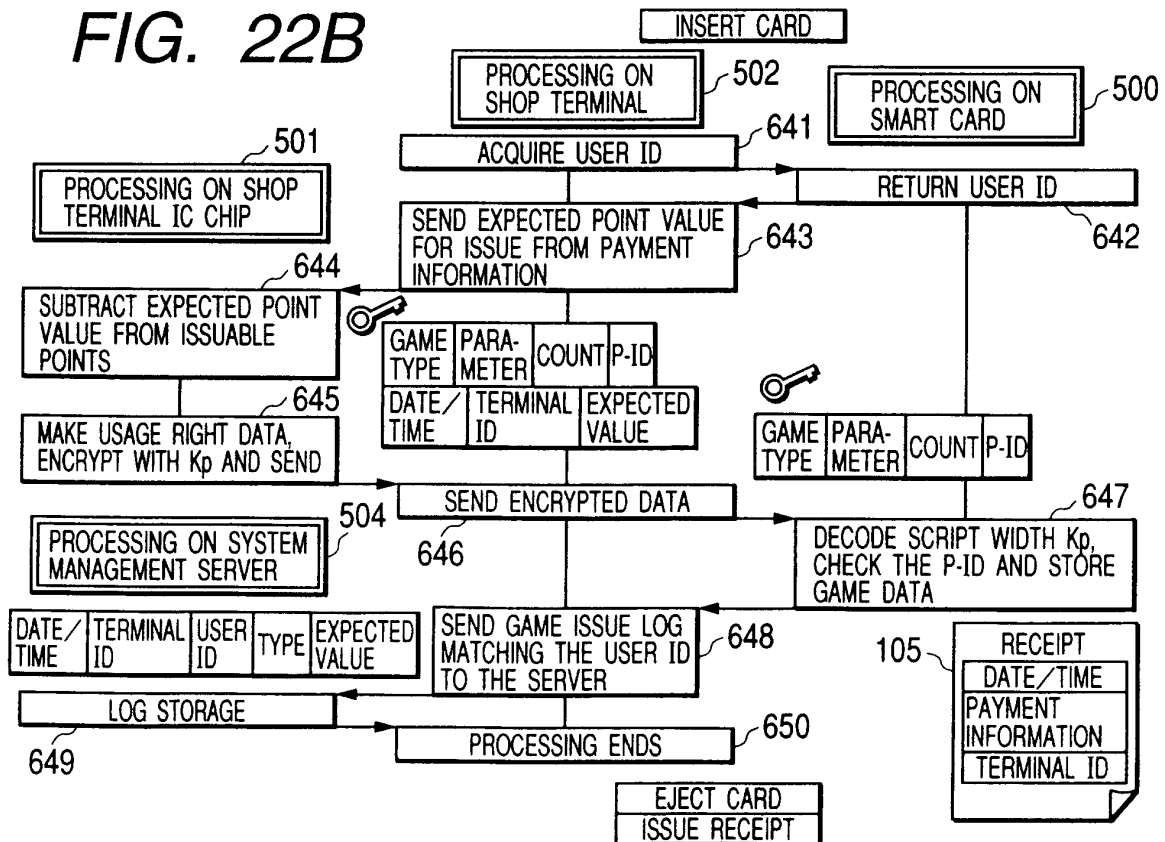 FIG. 22B
INSERT CARD
PROCESSING ON
SHOP TERMINAL
502
PROCESSING ON
SMART CARD
500
501
PROCESSING ON SHOP
TERMINAL IC CHIP
ACQUIRE USER ID
641
RETURN USER ID
642
SEND EXPECTED POINT VALUE
FOR ISSUE FROM PAYMENT
INFORMATION
643
644
SUBTRACT EXPECTED POINT
VALUE FROM ISSUABLE
POINTS
GAME
TYPE
PARA-
METER
COUNT
P-ID
DATE/
TIME
TERMINAL
ID
EXPECTED
VALUE
645
MAKE USAGE RIGHT DATA,
ENCRYPT WITH Kp AND SEND
GAME
TYPE
PARA-
METER
COUNT
P-ID
SEND ENCRYPTED DATA
646
647
DECODE SCRIPT WIDTH Kp,
CHECK THE P-ID AND STORE
GAME DATA
504
PROCESSING ON SYSTEM
MANAGEMENT SERVER
DATE/
TIME
TERMINAL
ID
USER
ID
TYPE
EXPECTED
VALUE
SEND GAME ISSUE LOG
MATCHING THE USER ID
TO THE SERVER
648
LOG STORAGE
649
PROCESSING ENDS
650
105
RECEIPT
DATE/TIME
PAYMENT
INFORMATION
TERMINAL ID
EJECT CARD
ISSUE RECEIPT